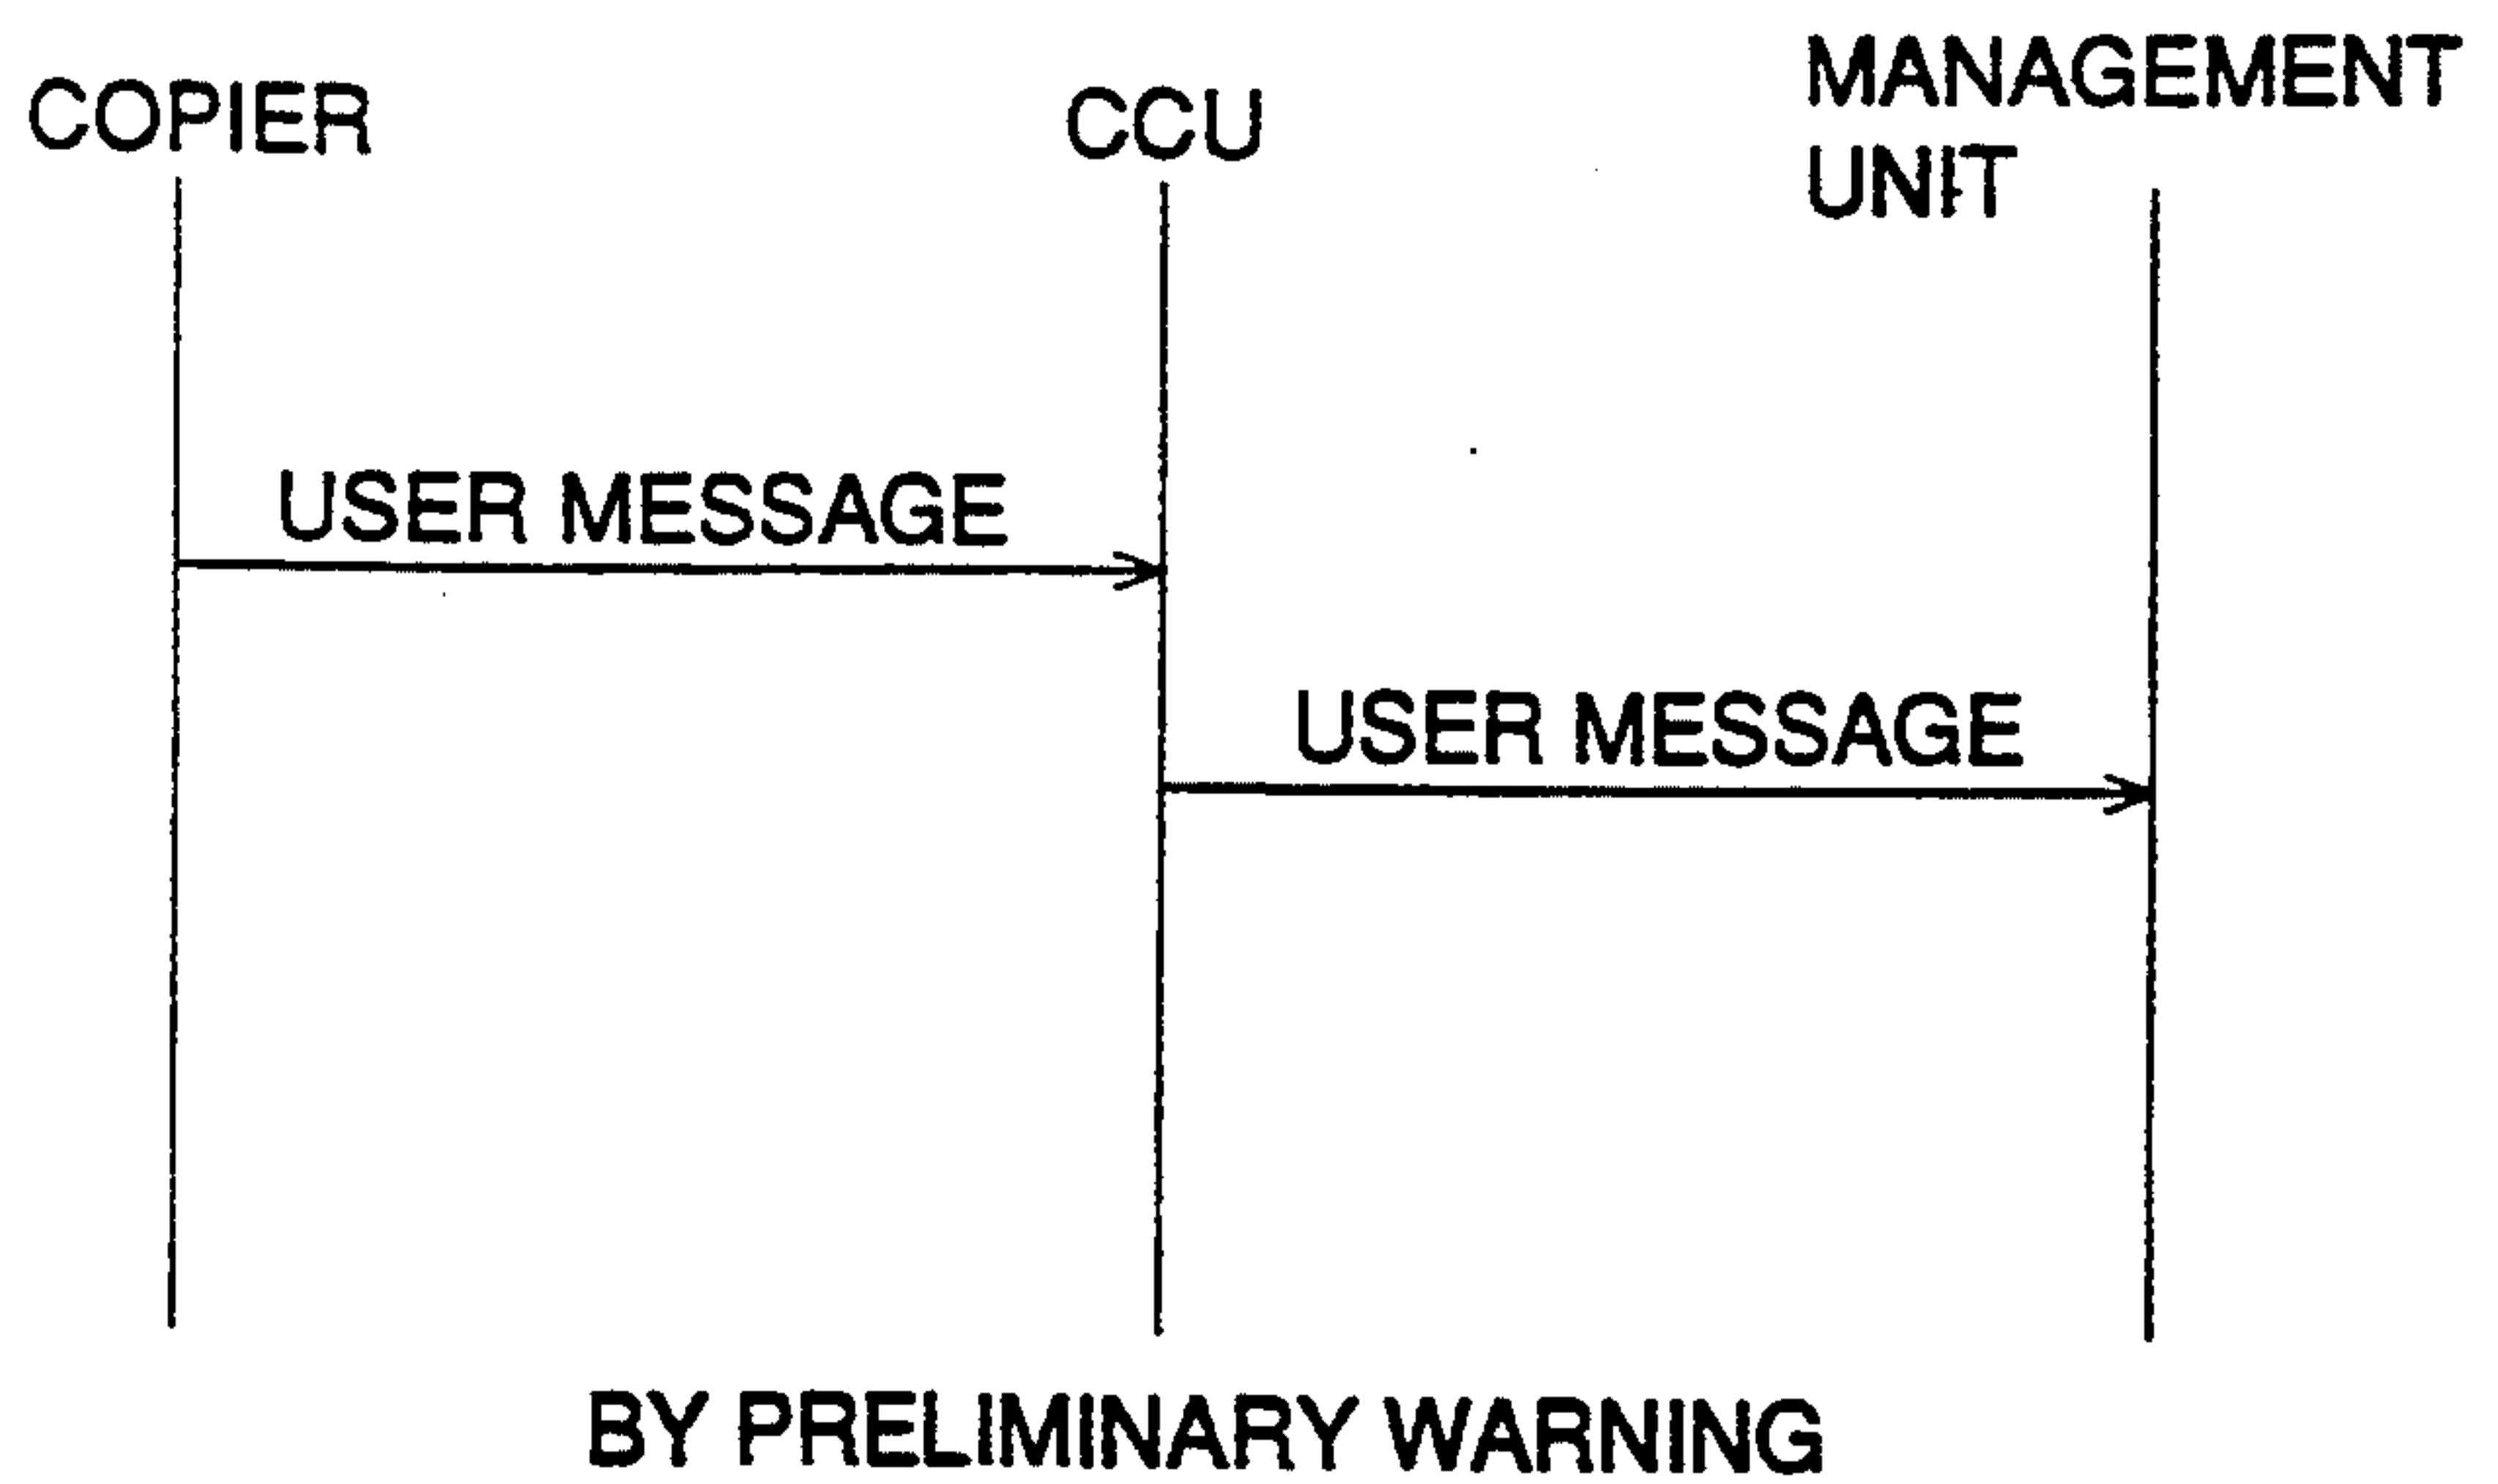 COPIER
CCU
MANAGEMENT
UNIT
USER MESSAGE
USER MESSAGE
BY PRELIMINARY WARNING